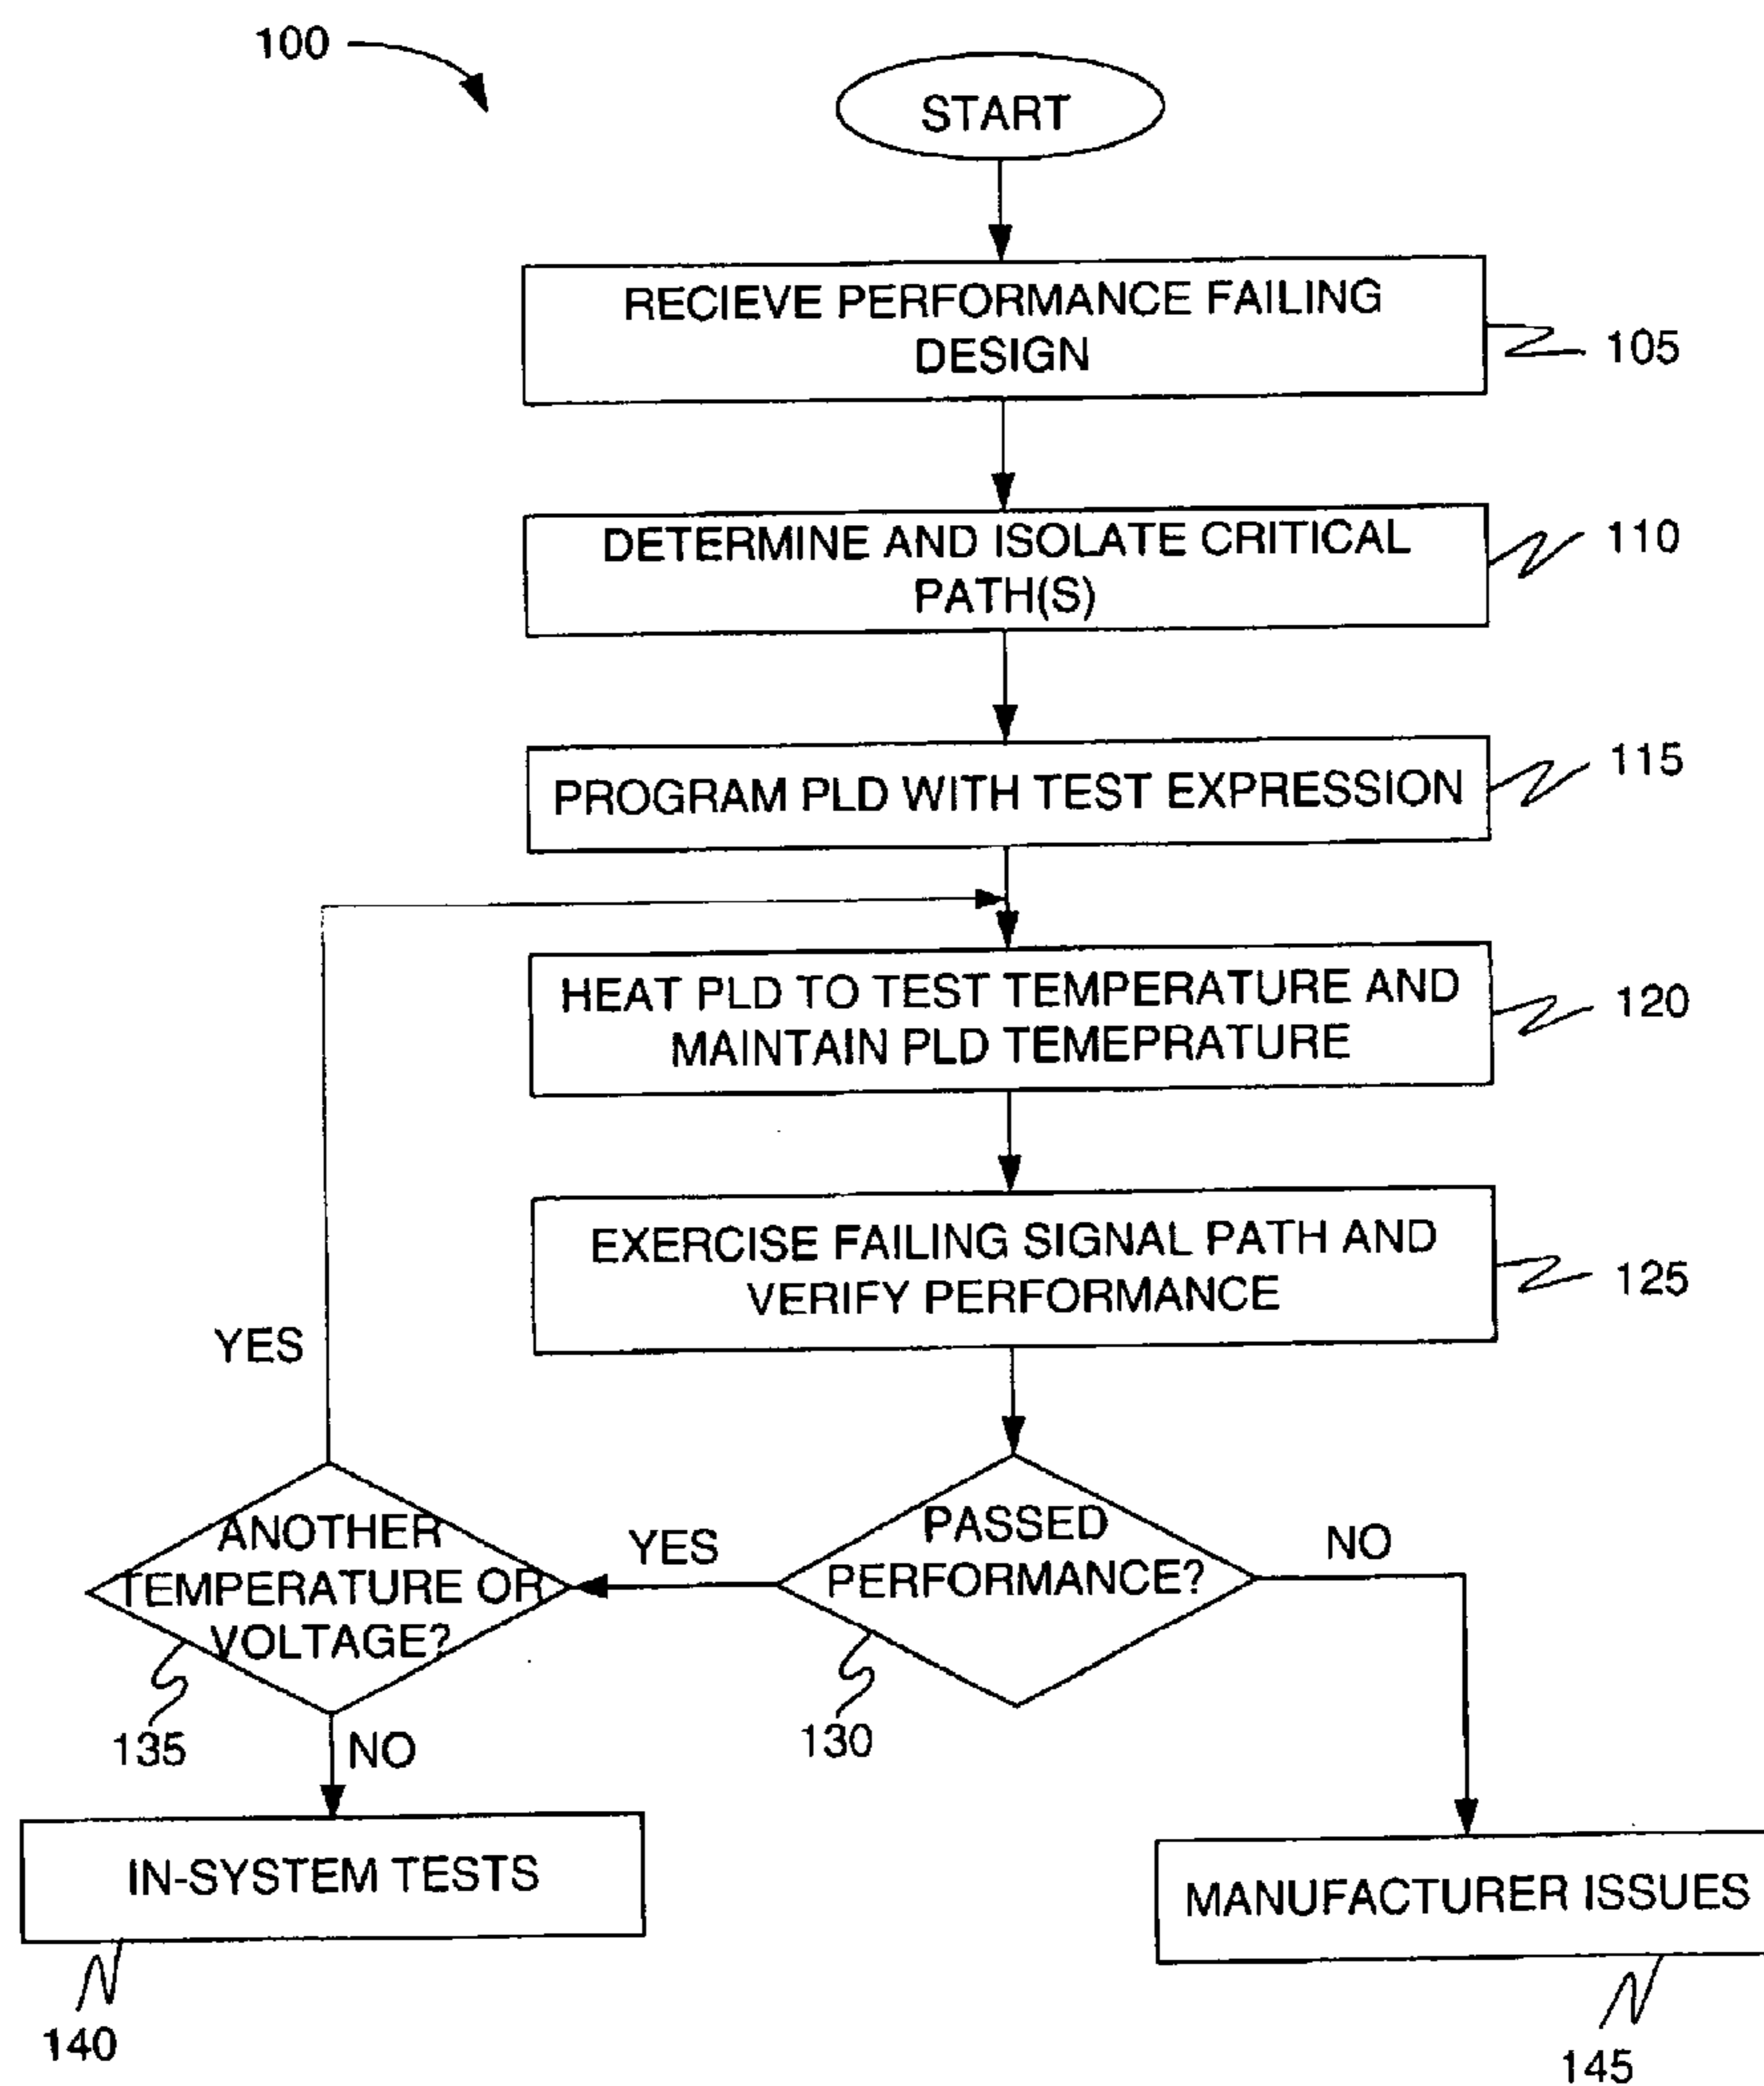 100
START
RECIEVE PERFORMANCE FAILING
DESIGN
105
DETERMINE AND ISOLATE CRITICAL
PATH(S)
110
PROGRAM PLD WITH TEST EXPRESSION
115
HEAT PLD TO TEST TEMPERATURE AND
MAINTAIN PLD TEMEPRATURE
120
EXERCISE FAILING SIGNAL PATH AND
VERIFY PERFORMANCE
125
YES
ANOTHER
TEMPERATURE OR
VOLTAGE?
YES
PASSED
PERFORMANCE?
NO
135
NO
130
IN-SYSTEM TESTS
MANUFACTURER ISSUES
140
145